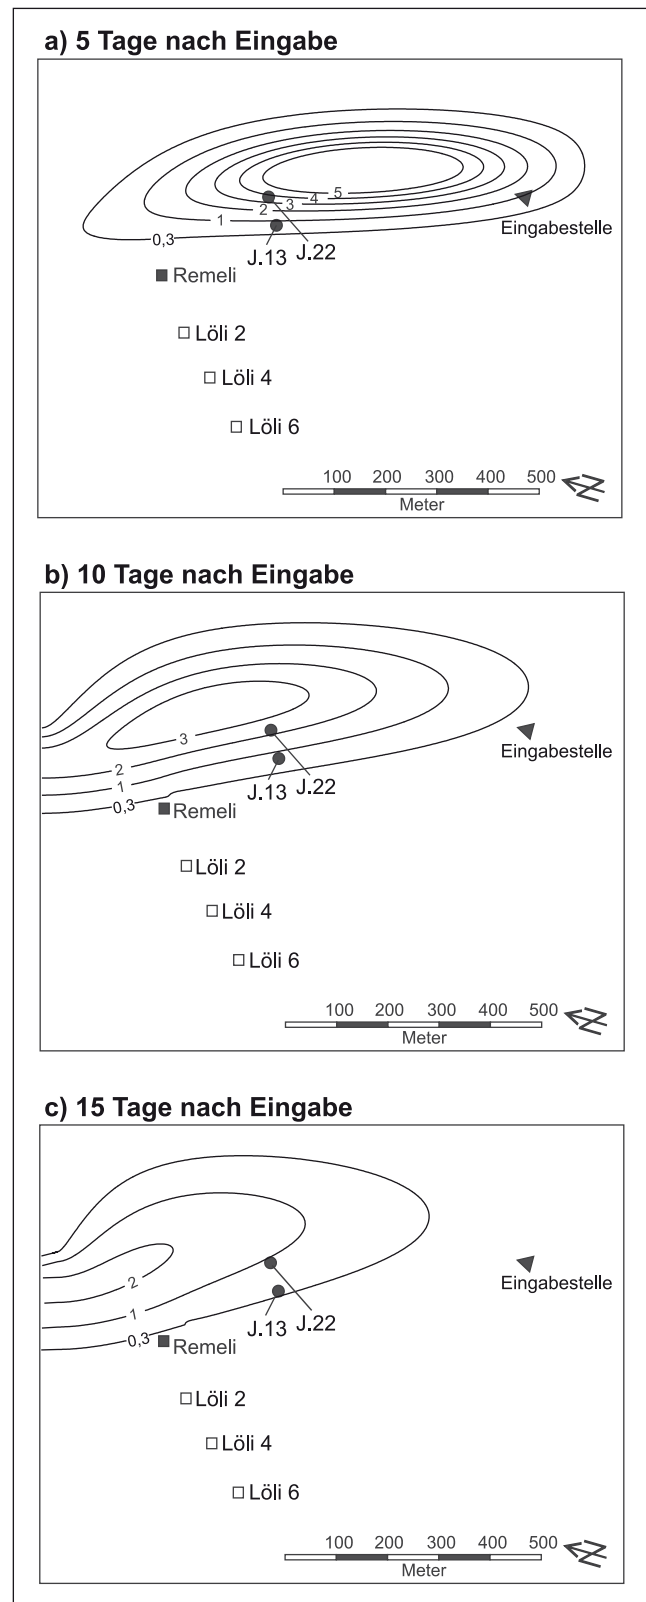 a) 5 Tage nach Eingabe
5
4
3
2
1
0,3
Eingabestelle
J.13 J.22
Remeli
Löli 2
Löli 4
Löli 6
100 200 300 400 500
Meter
N
b) 10 Tage nach Eingabe
3
2
1
0,3
Eingabestelle
J.13 J.22
Remeli
Löli 2
Löli 4
Löli 6
100 200 300 400 500
Meter
N
c) 15 Tage nach Eingabe
2
1
0,3
Eingabestelle
J.13 J.22
Remeli
Löli 2
Löli 4
Löli 6
100 200 300 400 500
Meter
N